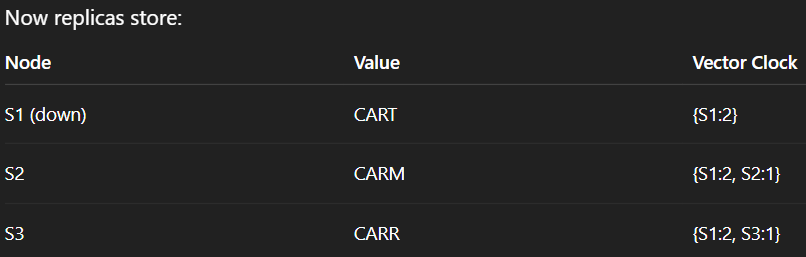 Now replicas store:
Node Value Vector Clock
S1 (down) CART {S1:2}
S2 CARM {S1:2, S2:1}
S3 CARR {S1:2, S3:1}